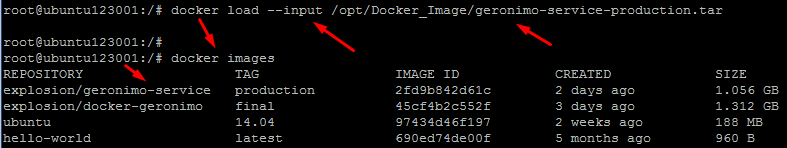 root@ubuntu123001:/# docker load --input /opt/Docker_Image/geronimo-service-production.tar
root@ubuntu123001:/#
root@ubuntu123001:/# docker images
REPOSITORY TAG IMAGE ID CREATED SIZE
explosion/geronimo-service production 2fd9b842d61c 2 days ago 1.056 GB
explosion/docker-geronimo final 45cf4b2c552f 3 days ago 1.312 GB
ubuntu 14.04 97434d46f197 2 weeks ago 188 MB
hello-world latest 690ed74de00f 5 months ago 960 B